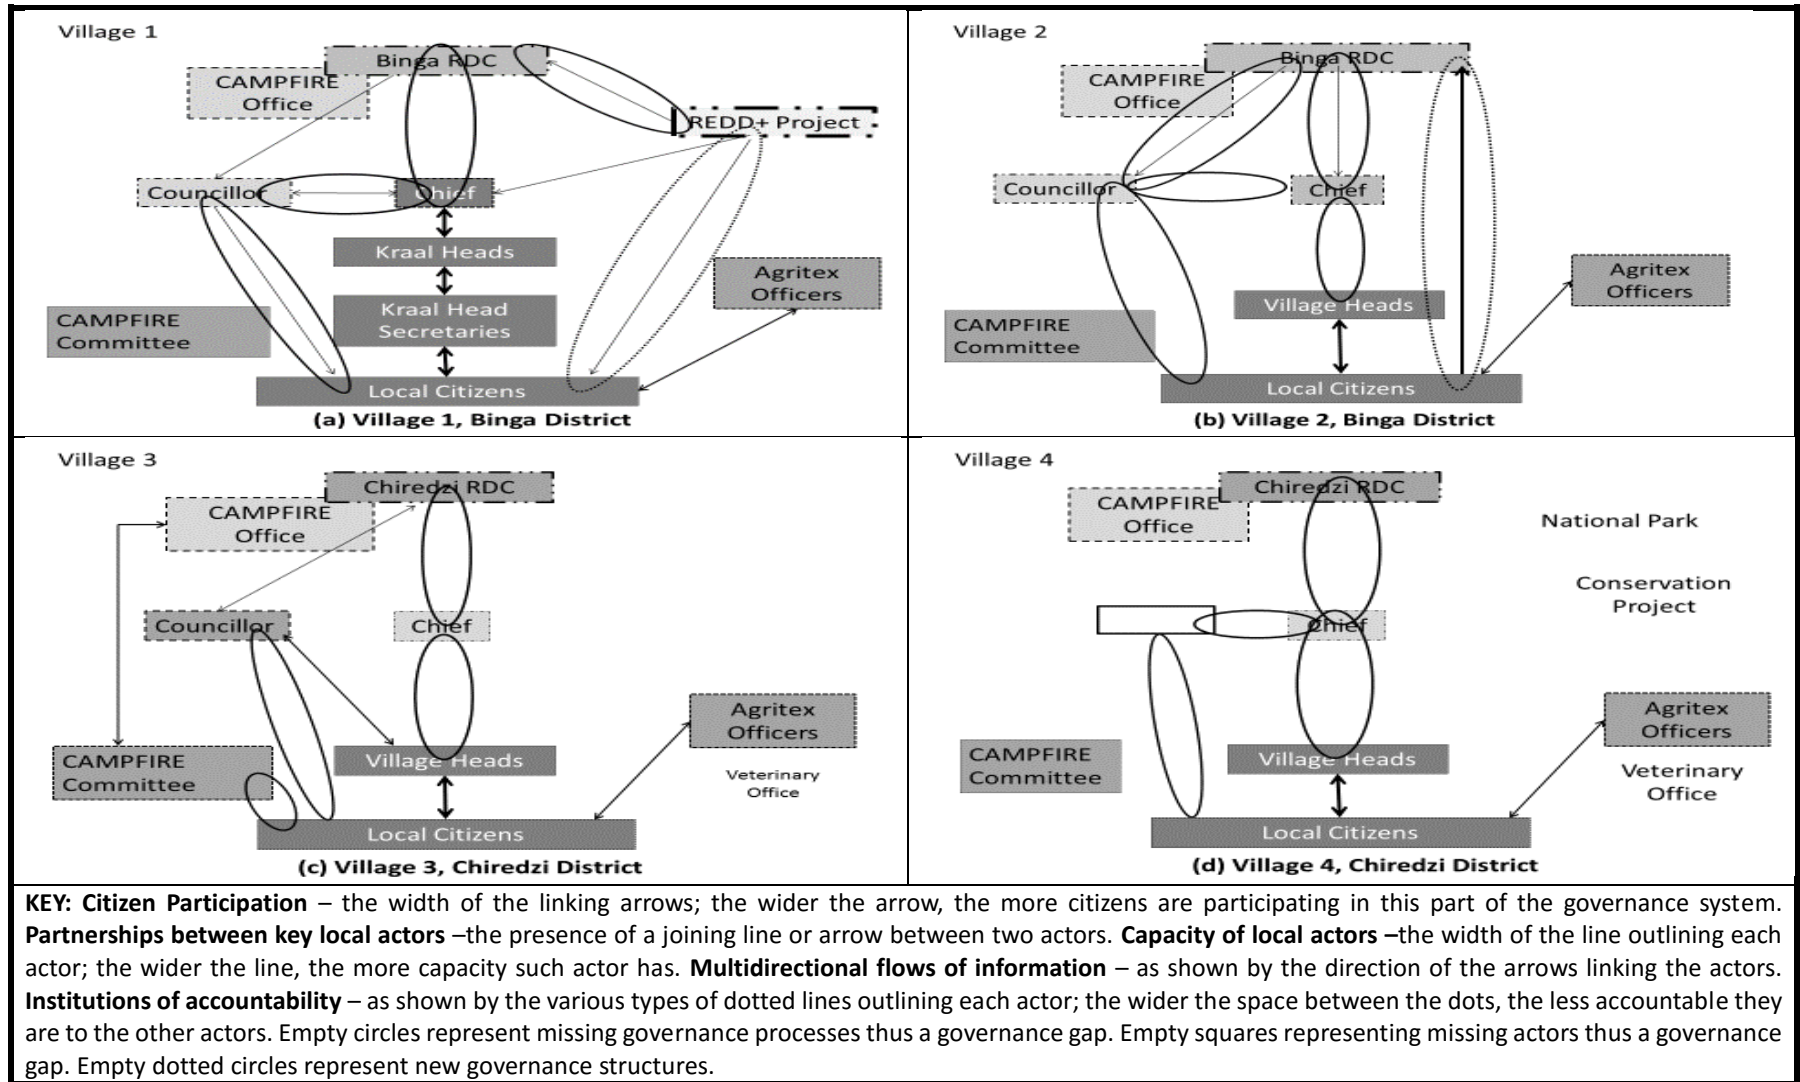 Village 1
Binga RDC
CAMPFIRE
Office
REDD+ Project
Councillor
Chief
Kraal Heads
Agritex
Officers
Kraal Head
Secretaries
CAMPFIRE
Committee
Local Citizens
(a) Village 1, Binga District
Village 2
Binga RDC
CAMPFIRE
Office
Councillor
Chief
Agritex
Officers
Village Heads
CAMPFIRE
Committee
Local Citizens
(b) Village 2, Binga District
Village 3
Chiredzi RDC
CAMPFIRE
Office
Councillor
Chief
Agritex
Officers
CAMPFIRE
Committee
Village Heads
Veterinary
Office
Local Citizens
(c) Village 3, Chiredzi District
Village 4
Chiredzi RDC
CAMPFIRE
Office
National Park
Conservation
Project
Chief
Agritex
Officers
CAMPFIRE
Committee
Village Heads
Veterinary
Office
Local Citizens
(d) Village 4, Chiredzi District
KEY: Citizen Participation – the width of the linking arrows; the wider the arrow, the more citizens are participating in this part of the governance system.
Partnerships between key local actors –the presence of a joining line or arrow between two actors. Capacity of local actors –the width of the line outlining each
actor; the wider the line, the more capacity such actor has. Multidirectional flows of information – as shown by the direction of the arrows linking the actors.
Institutions of accountability – as shown by the various types of dotted lines outlining each actor; the wider the space between the dots, the less accountable they
are to the other actors. Empty circles represent missing governance processes thus a governance gap. Empty squares representing missing actors thus a governance
gap. Empty dotted circles represent new governance structures.